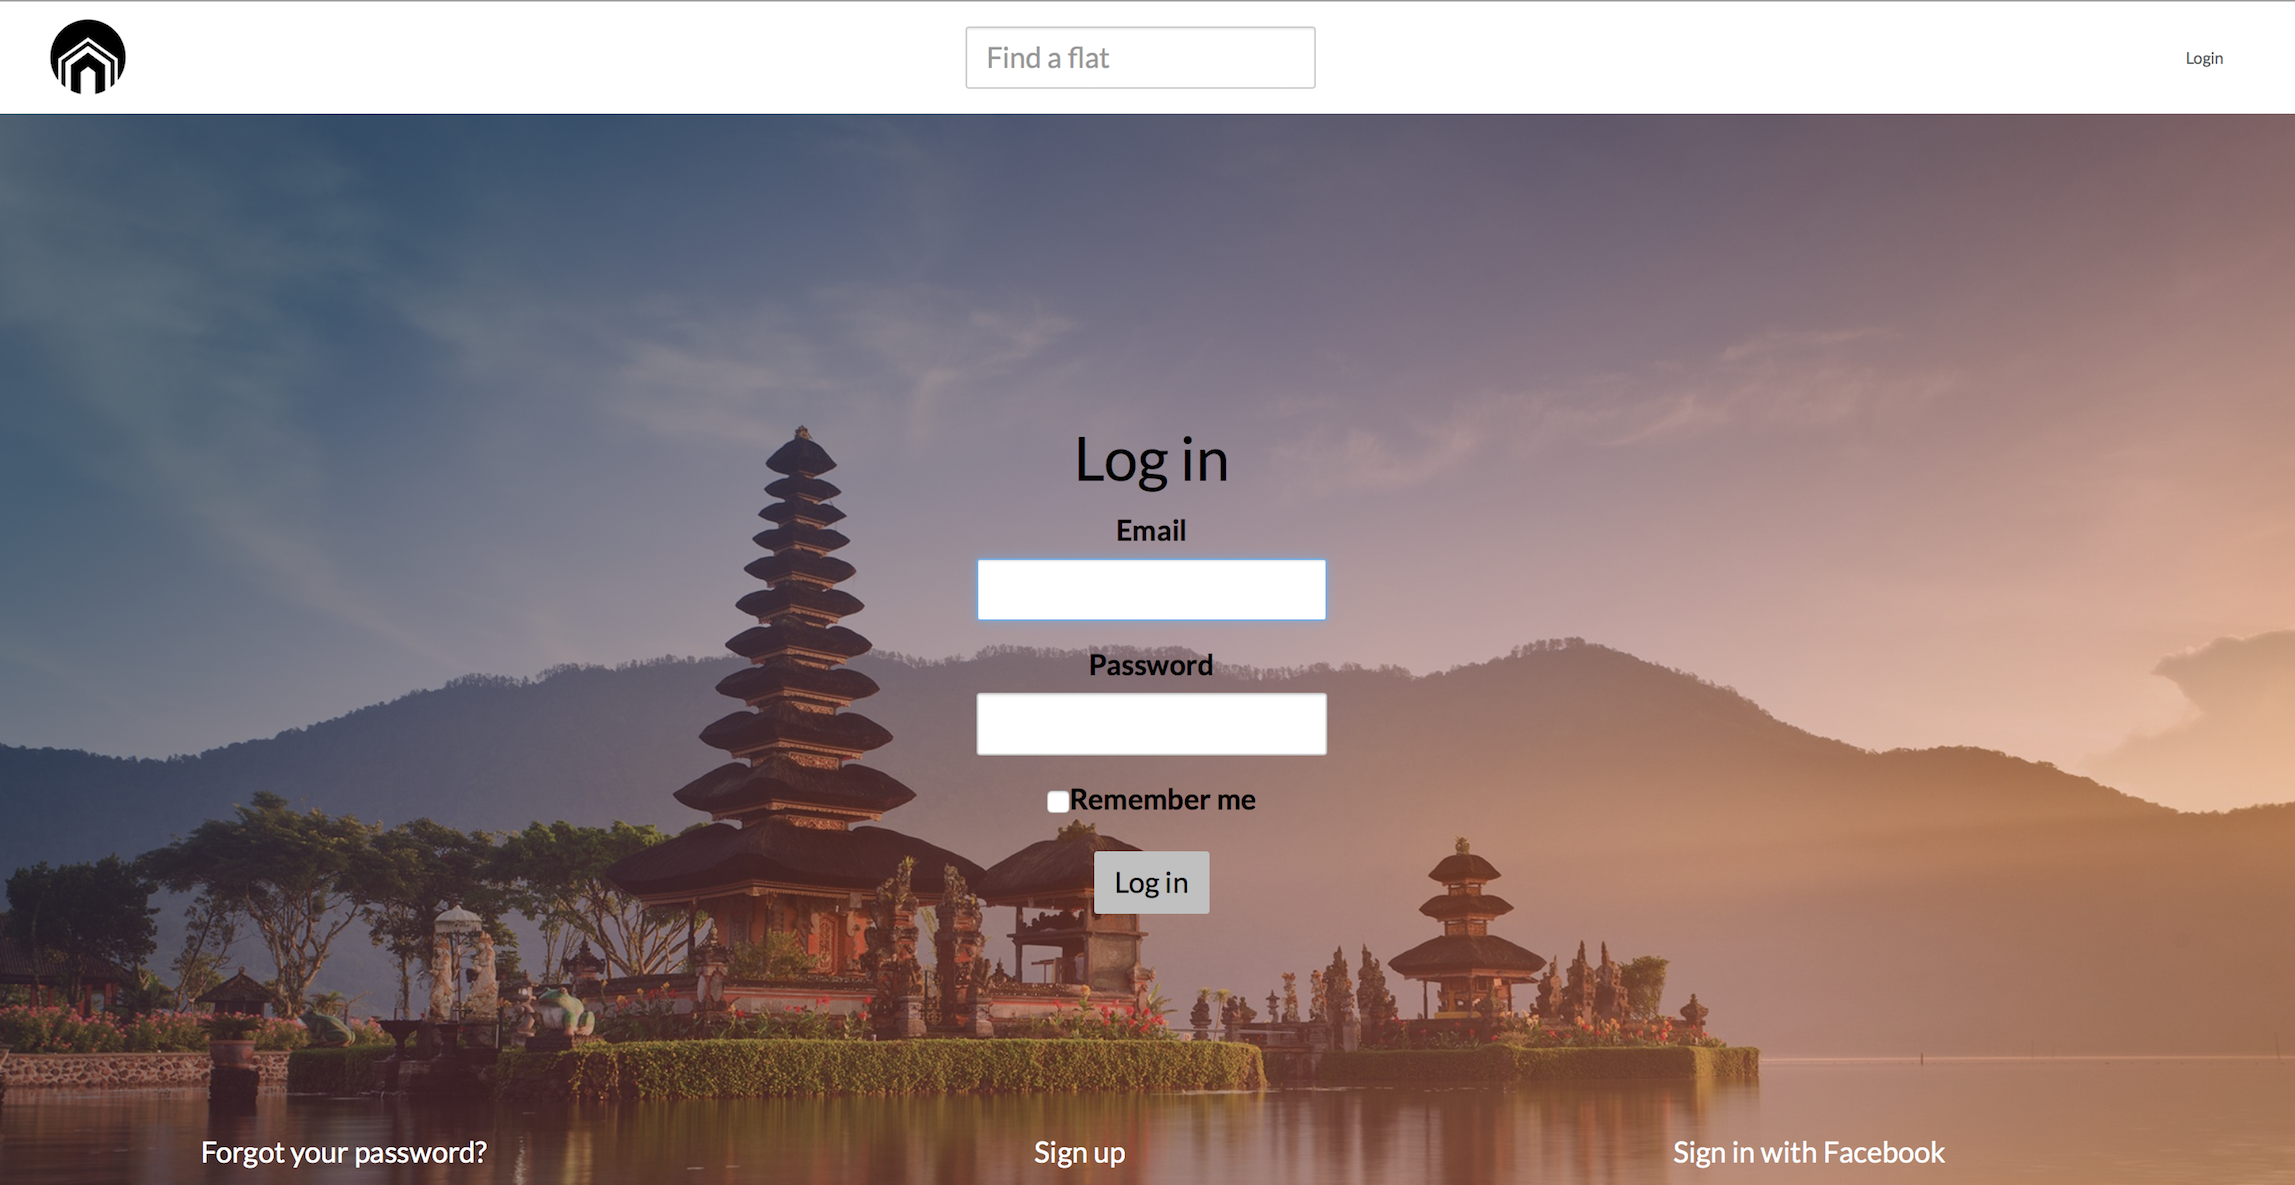 Find a flat
Login
Log in
Email
Password
Remember me
Log in
Forgot your password?
Sign up
Sign in with Facebook